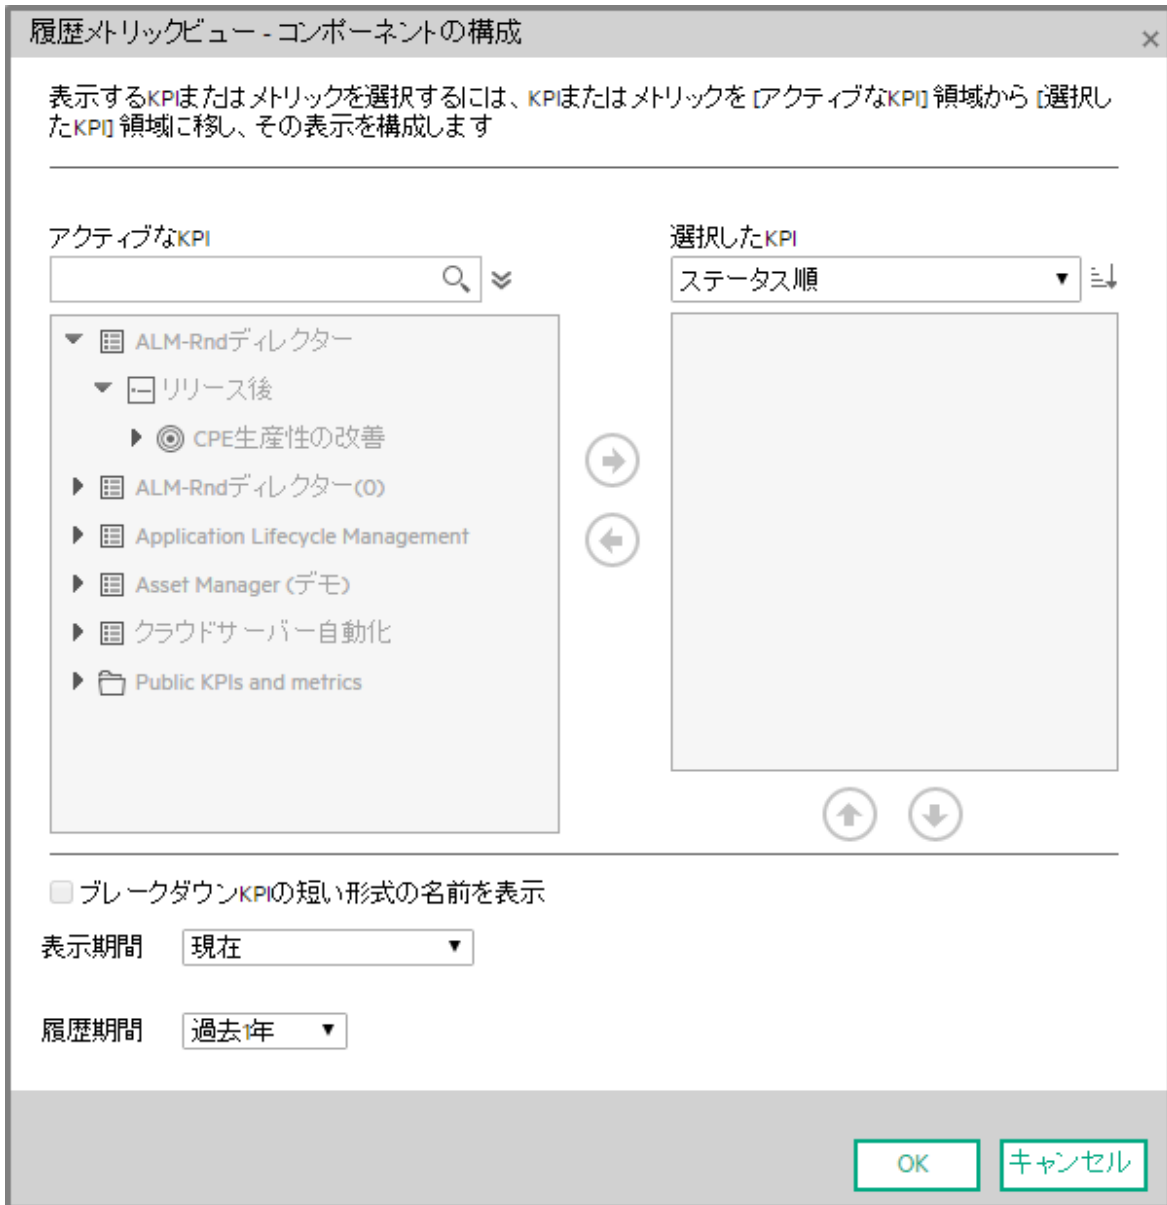 履歴メトリックビュー - コンポーネントの構成
表示するKPIまたはメトリックを選択するには、KPIまたはメトリックを [アクティブなKPI] 領域から [選択し
たKPI] 領域に移し、その表示を構成します
アクティブなKPI
選択したKPI
ステータス順
ALM-Rndディレクター
リリース後
CPE生産性の改善
ALM-Rndディレクター(0)
Application Lifecycle Management
Asset Manager (デモ)
クラウドサーバー自動化
Public KPIs and metrics
ブレークダウンKPIの短い形式の名前を表示
表示期間 現在
履歴期間 過去1年
OK キャンセル